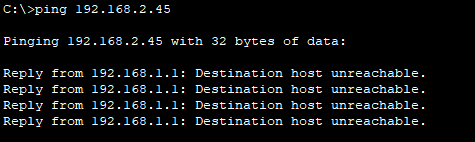 C:\>ping 192.168.2.45
Pinging 192.168.2.45 with 32 bytes of data:
Reply from 192.168.1.1: Destination host unreachable.
Reply from 192.168.1.1: Destination host unreachable.
Reply from 192.168.1.1: Destination host unreachable.
Reply from 192.168.1.1: Destination host unreachable.